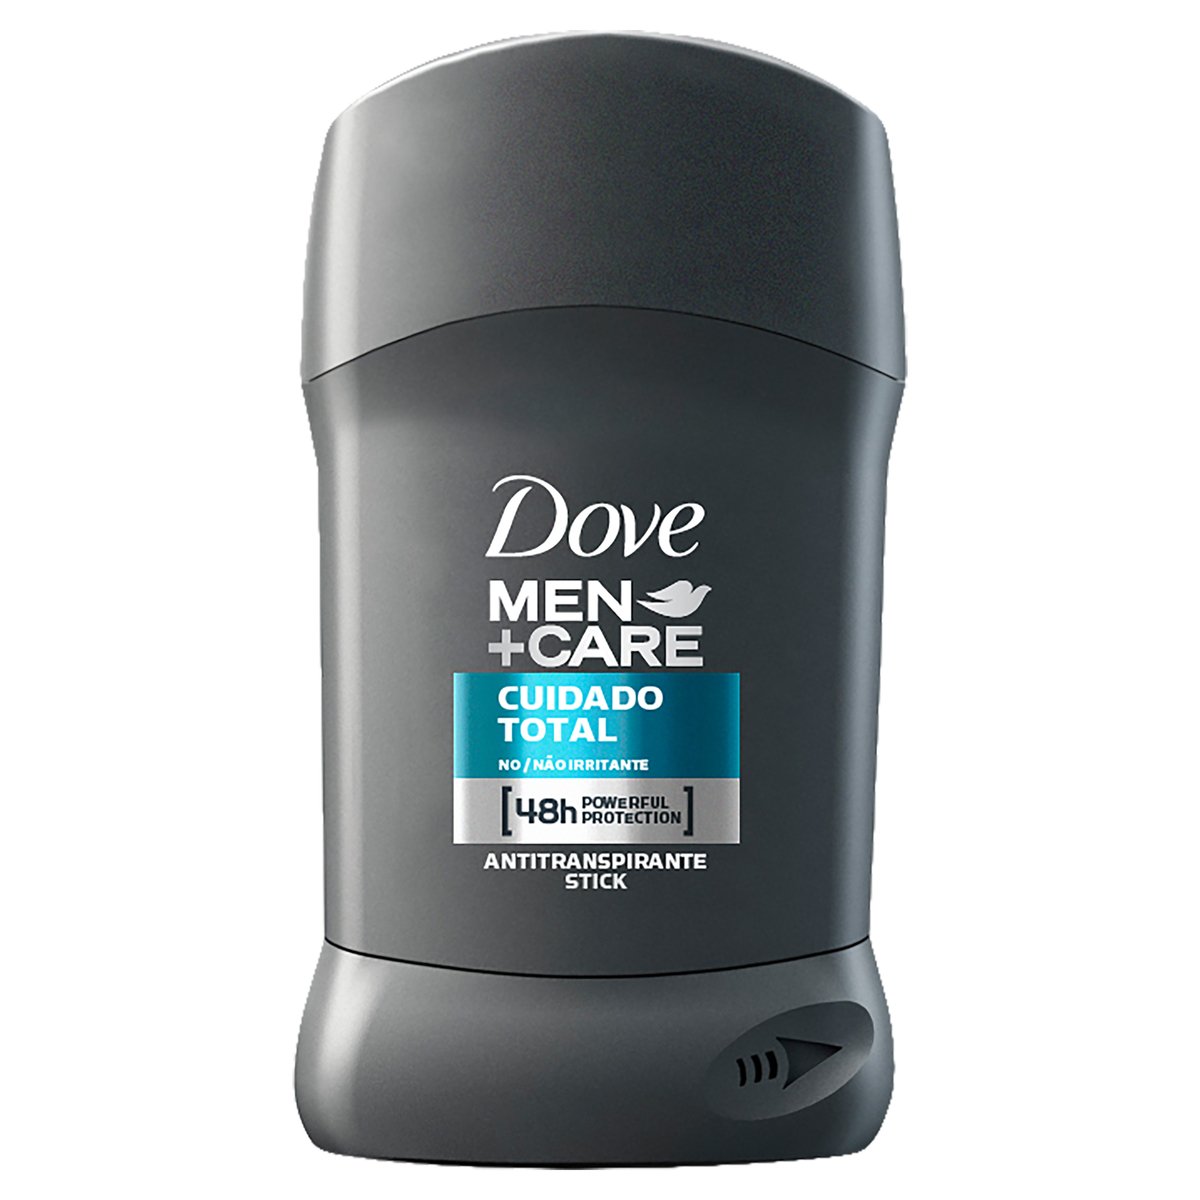 Dove
MEN
+CARE
CUIDADO
TOTAL
NO/NÃO IRRITANTE
[48h POWERFUL
PROTECTION]
ANTITRANSPIRANTE
STICK